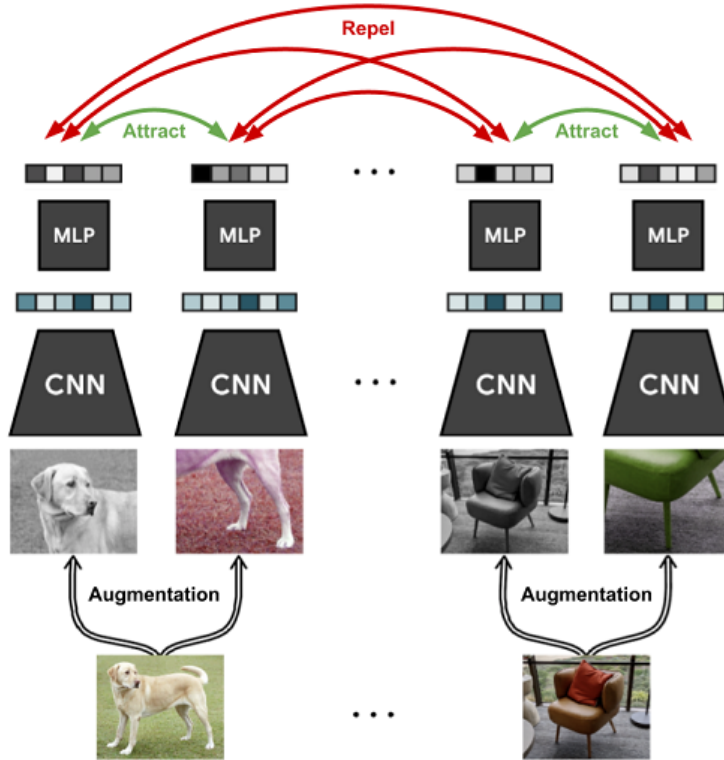 Repel
Attract
Attract
...
MLP
MLP
MLP
MLP
CNN
CNN
...
CNN
CNN
Augmentation
Augmentation
...